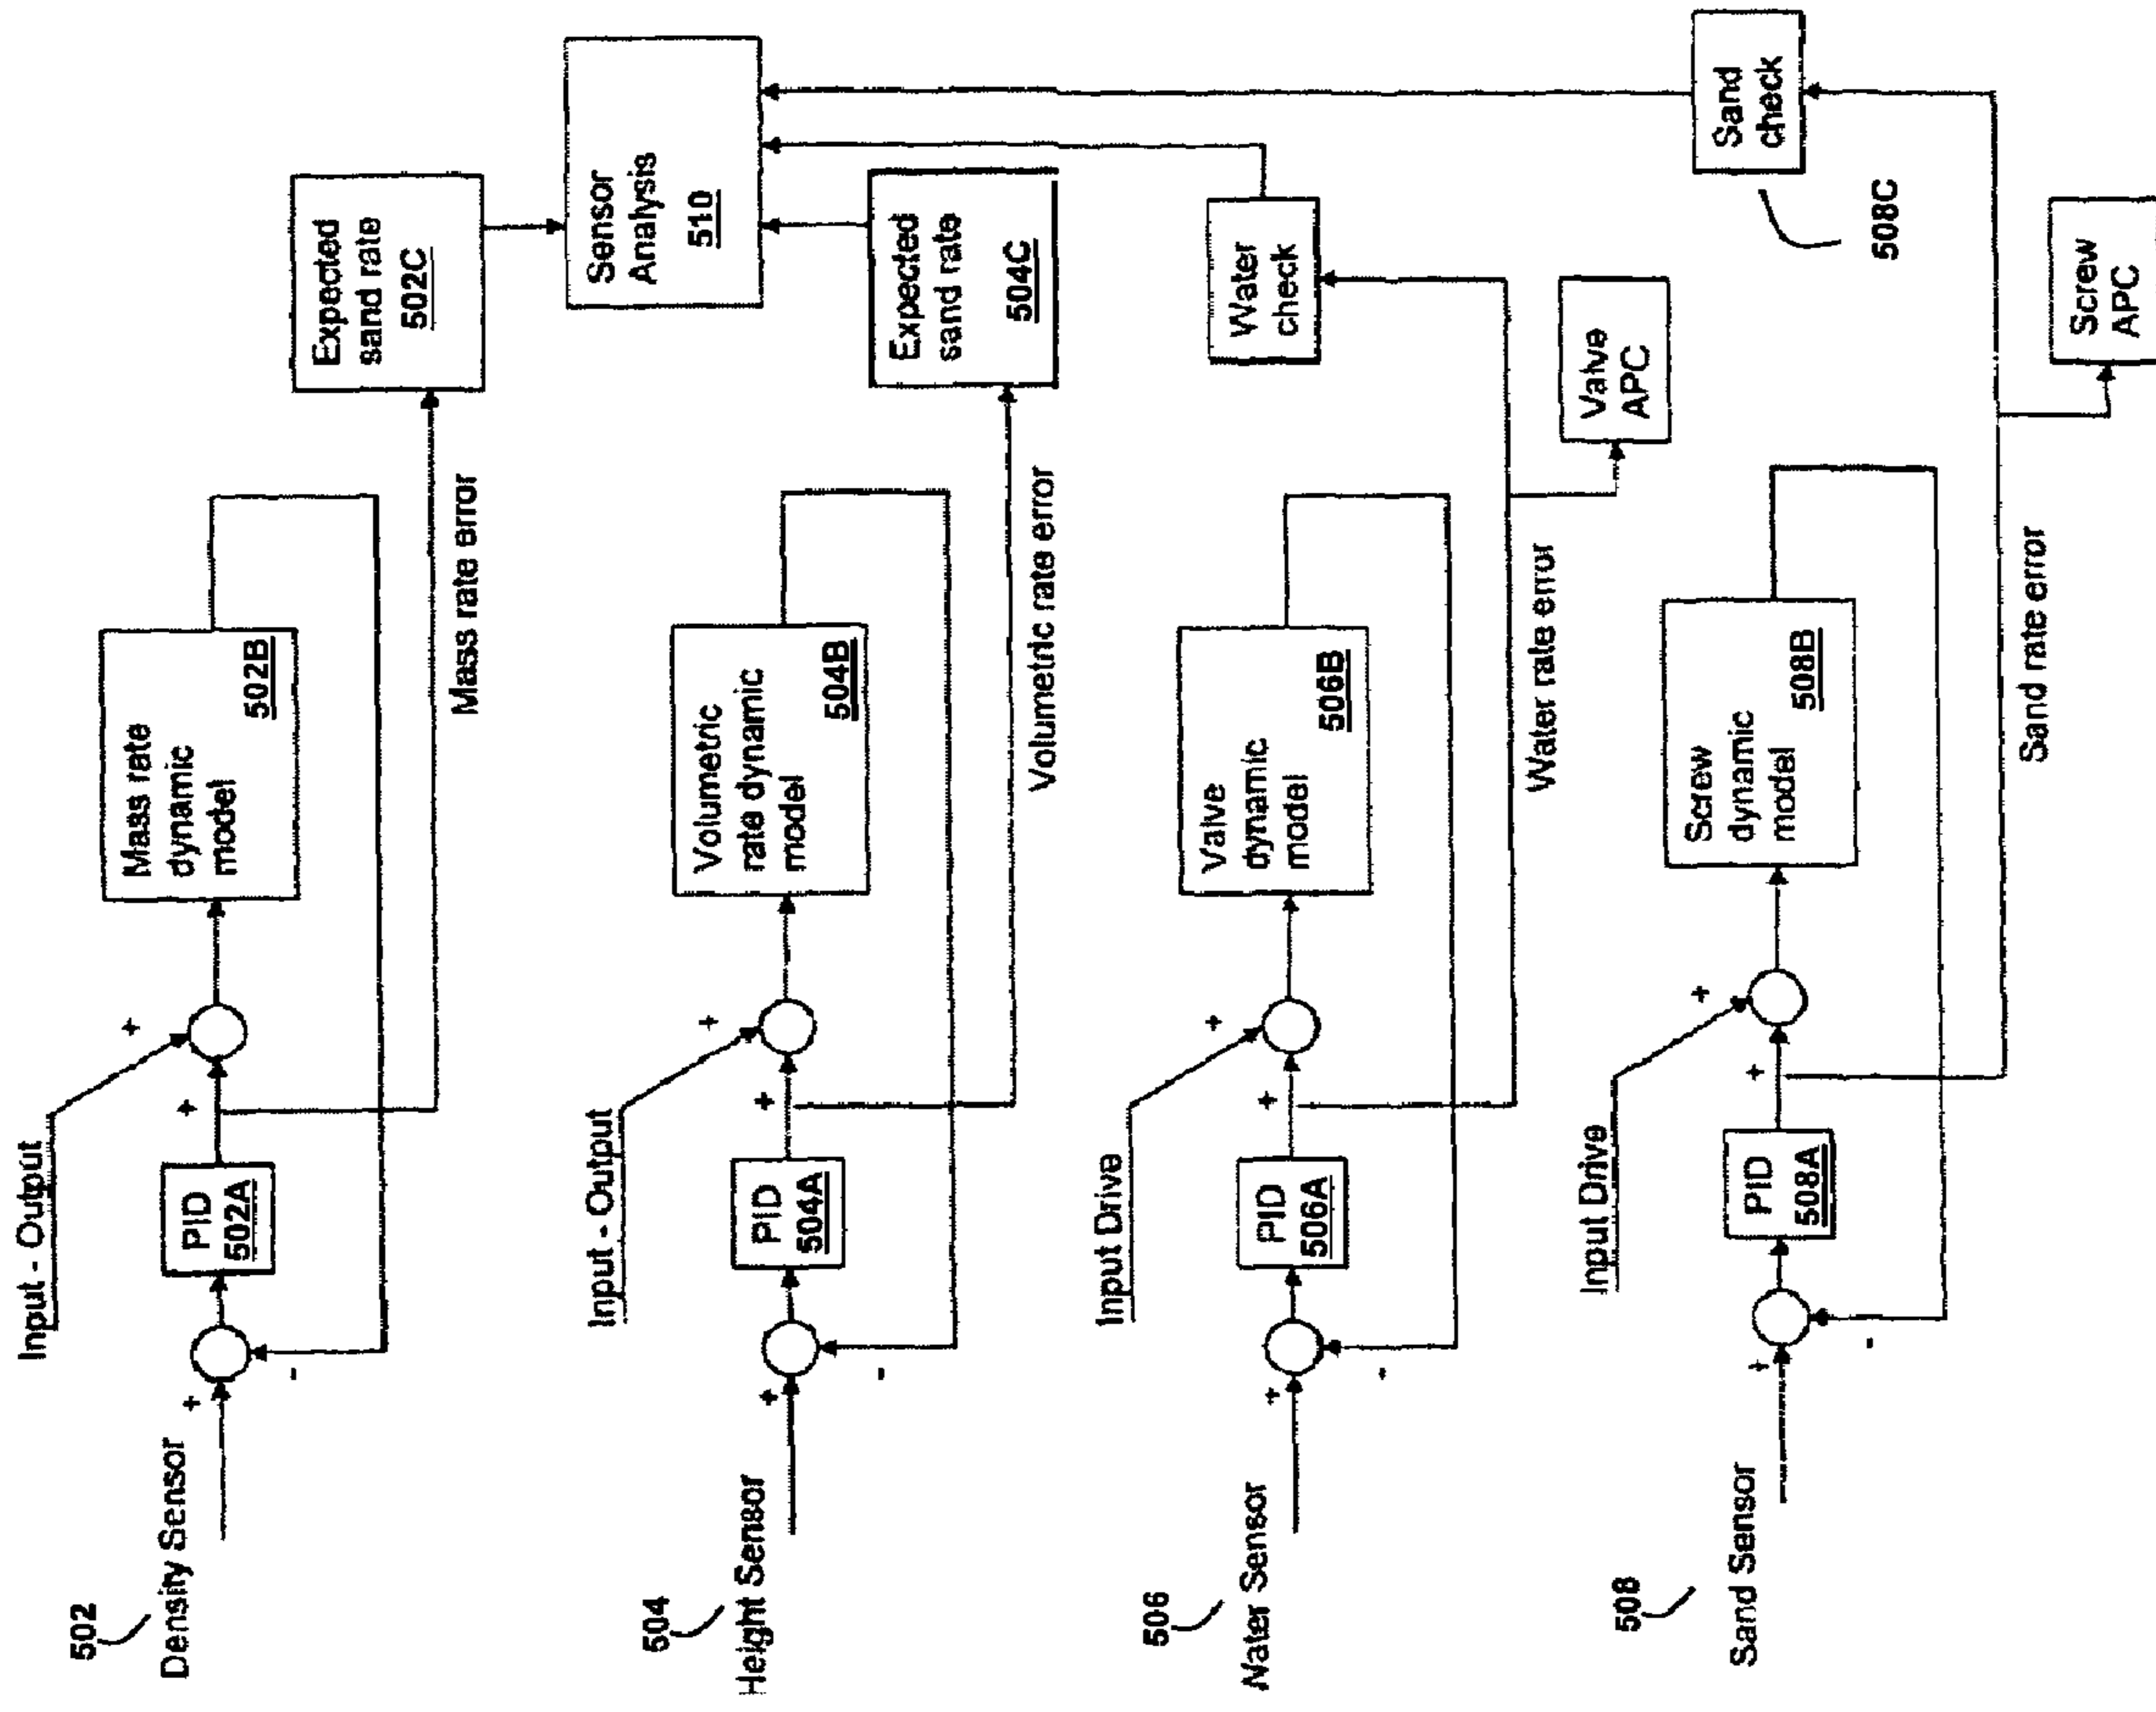 502
Density Sensor
Input - Output
+
-
PID
502A
+
+
Mass rate
dynamic
model
502B
Mass rate error
Expected
sand rate
502C
Sensor
Analysis
510
504
Height Sensor
Input - Output
+
-
PID
504A
+
+
Volumetric
rate dynamic
model
504B
Volumetric rate error
Expected
sand rate
504C
506
Water Sensor
Input Drive
+
-
PID
506A
+
+
Valve
dynamic
model
506B
Water rate error
Water
check
Valve
APC
508
Sand Sensor
Input Drive
+
-
PID
508A
+
+
Screw
dynamic
model
508B
Sand rate error
Sand
check
508C
Screw
APC